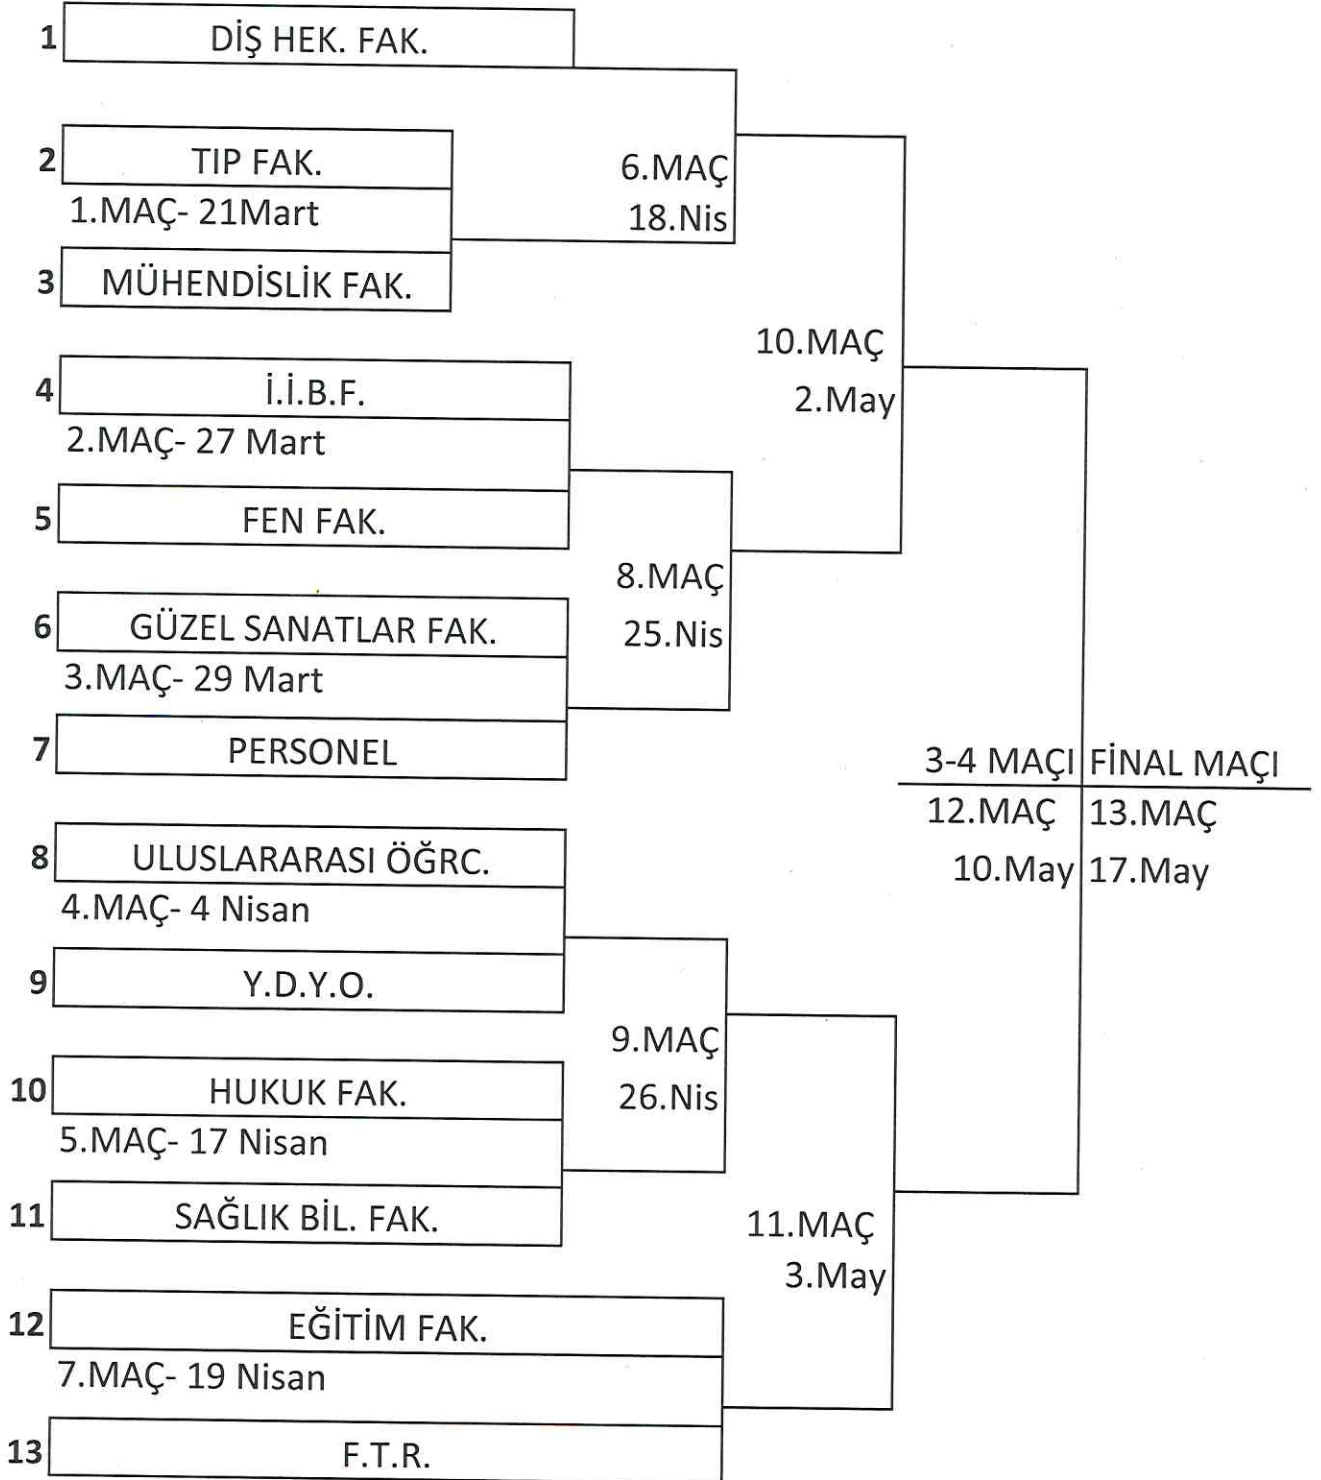 1 DİŞ HEK. FAK.
2 TIP FAK.
1.MAÇ- 21Mart
3 MÜHENDİSLİK FAK.
6.MAÇ
18.Nis
4 İ.İ.B.F.
2.MAÇ- 27 Mart
5 FEN FAK.
10.MAÇ
2.May
6 GÜZEL SANATLAR FAK.
3.MAÇ- 29 Mart
7 PERSONEL
8.MAÇ
25.Nis
3-4 MAÇI FİNAL MAÇI
12.MAÇ 13.MAÇ
10.May 17.May
8 ULUSLARARASI ÖĞRC.
4.MAÇ- 4 Nisan
9 Y.D.Y.O.
9.MAÇ
26.Nis
10 HUKUK FAK.
5.MAÇ- 17 Nisan
11 SAĞLIK BİL. FAK.
11.MAÇ
3.May
12 EĞİTİM FAK.
7.MAÇ- 19 Nisan
13 F.T.R.